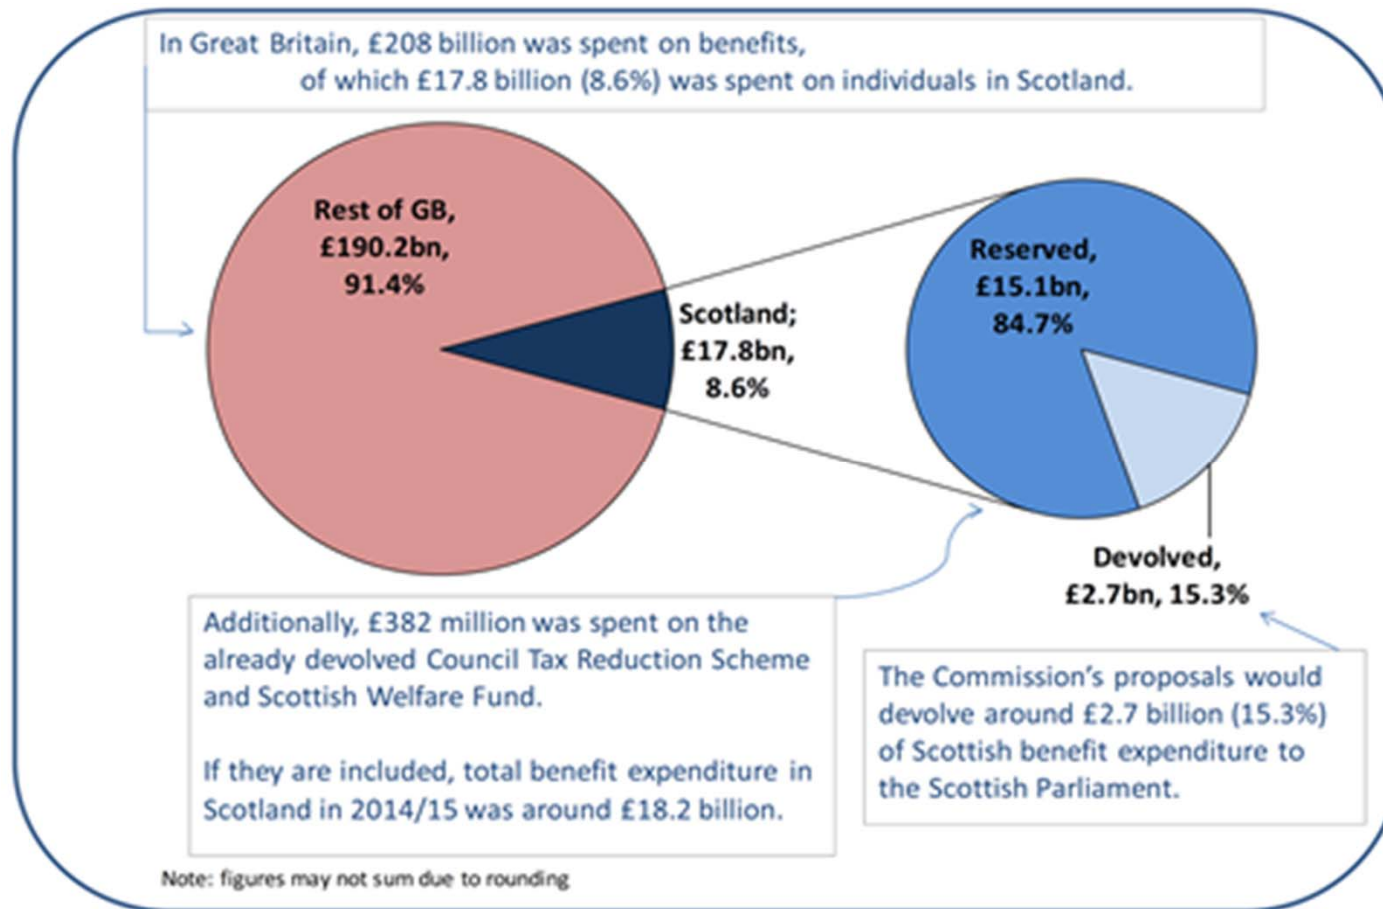 In Great Britain, £208 billion was spent on benefits,
of which £17.8 billion (8.6%) was spent on individuals in Scotland.
Rest of GB,
£190.2bn,
91.4%
Scotland;
£17.8bn,
8.6%
Reserved,
£15.1bn,
84.7%
Devolved,
£2.7bn, 15.3%
Additionally, £382 million was spent on the
already devolved Council Tax Reduction Scheme
and Scottish Welfare Fund.
If they are included, total benefit expenditure in
Scotland in 2014/15 was around £18.2 billion.
The Commission's proposals would
devolve around £2.7 billion (15.3%)
of Scottish benefit expenditure to
the Scottish Parliament.
Note: figures may not sum due to rounding